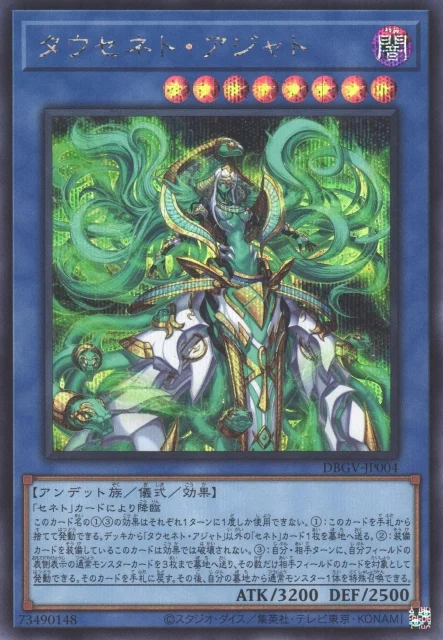 タウセネト・アジャト
闇
DBGV-JP004
【アンデット族／儀式／効果】
「セネト」カードにより降臨
このカード名の①③の効果はそれぞれ1ターンに1度しか使用できない。①：このカードを手札から
捨てて発動できる。デッキから「タウセネト・アジャト」以外の「セネト」カード1枚を墓地へ送る。②：装備
カードを装備しているこのカードは効果では破壊されない。③：自分・相手ターンに、自分フィールドの
表側表示の通常モンスターカードを3枚まで墓地へ送り、その数だけ相手フィールドのカードを対象として
発動できる。そのカードを手札に戻す。その後、自分の墓地から通常モンスター1体を特殊召喚できる。
ATK/3200 DEF/2500
73490148
©スタジオ・ダイス／集英社・テレビ東京・KONAMI